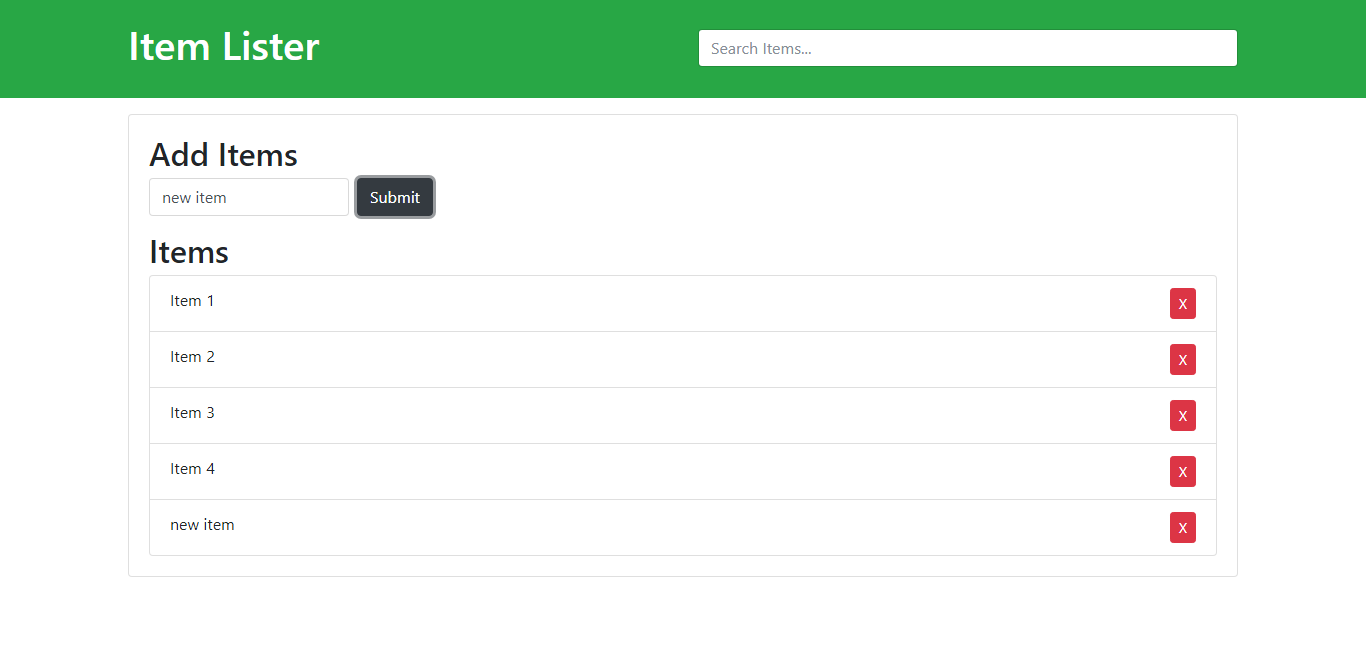 Item Lister
Search Items...
Add Items
new item
Submit
Items
Item 1 X
Item 2 X
Item 3 X
Item 4 X
new item X